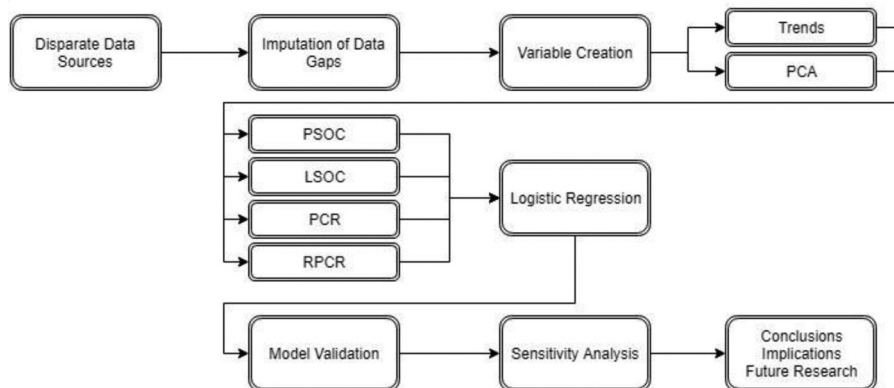 Disparate Data
Sources
Imputation of Data
Gaps
Variable Creation
Trends
PCA
PSOC
LSOC
PCR
RPCR
Logistic Regression
Model Validation
Sensitivity Analysis
Conclusions
Implications
Future Research